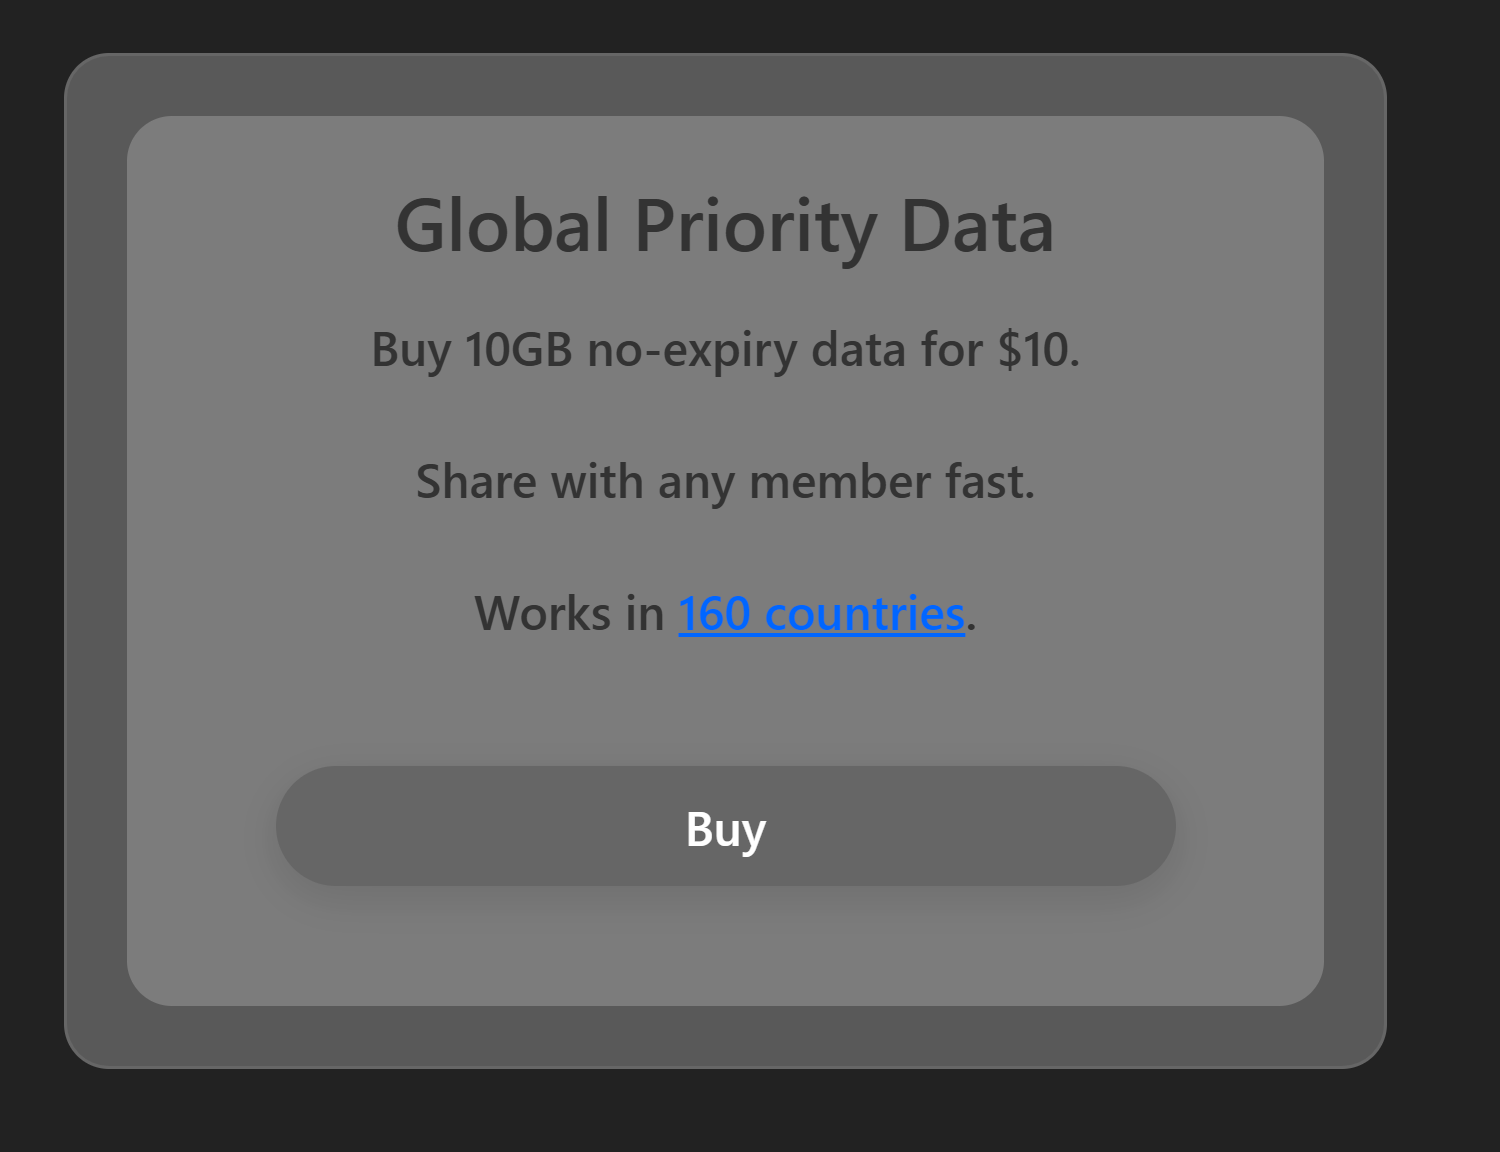 Global Priority Data
Buy 10GB no-expiry data for $10.
Share with any member fast.
Works in 160 countries.
Buy